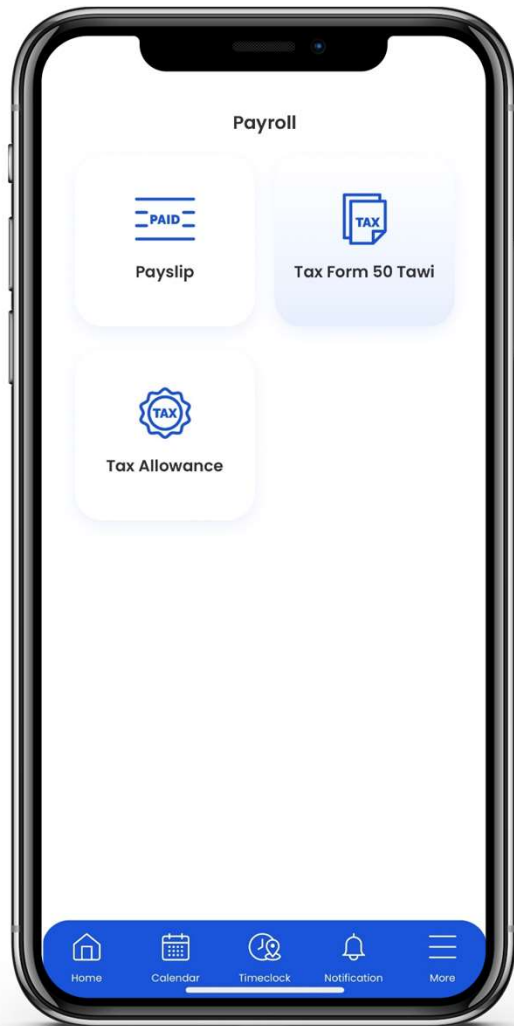 Payroll
PAID
Payslip
TAX
Tax Form 50 Tawi
TAX
Tax Allowance
Home
Calendar
Timeclock
Notification
More